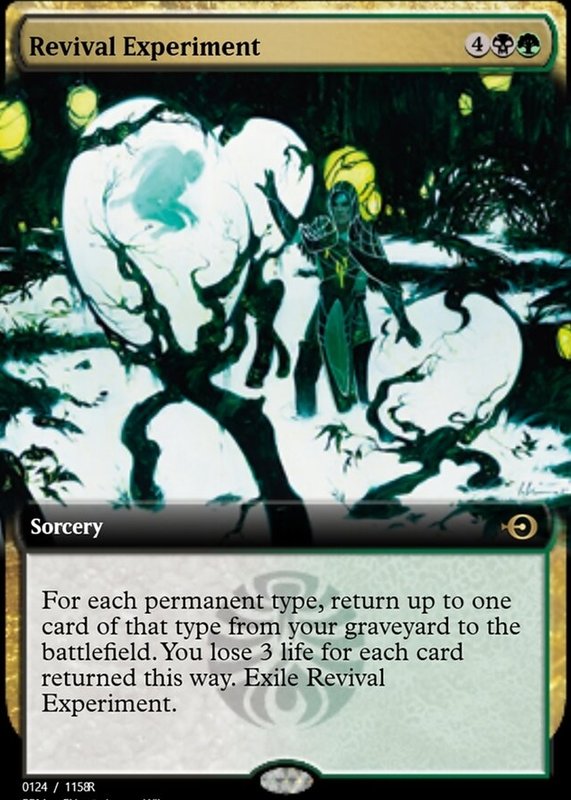 Revival Experiment 4
Sorcery
For each permanent type, return up to one
card of that type from your graveyard to the
battlefield. You lose 3 life for each card
returned this way. Exile Revival
Experiment.
0124 / 1158R